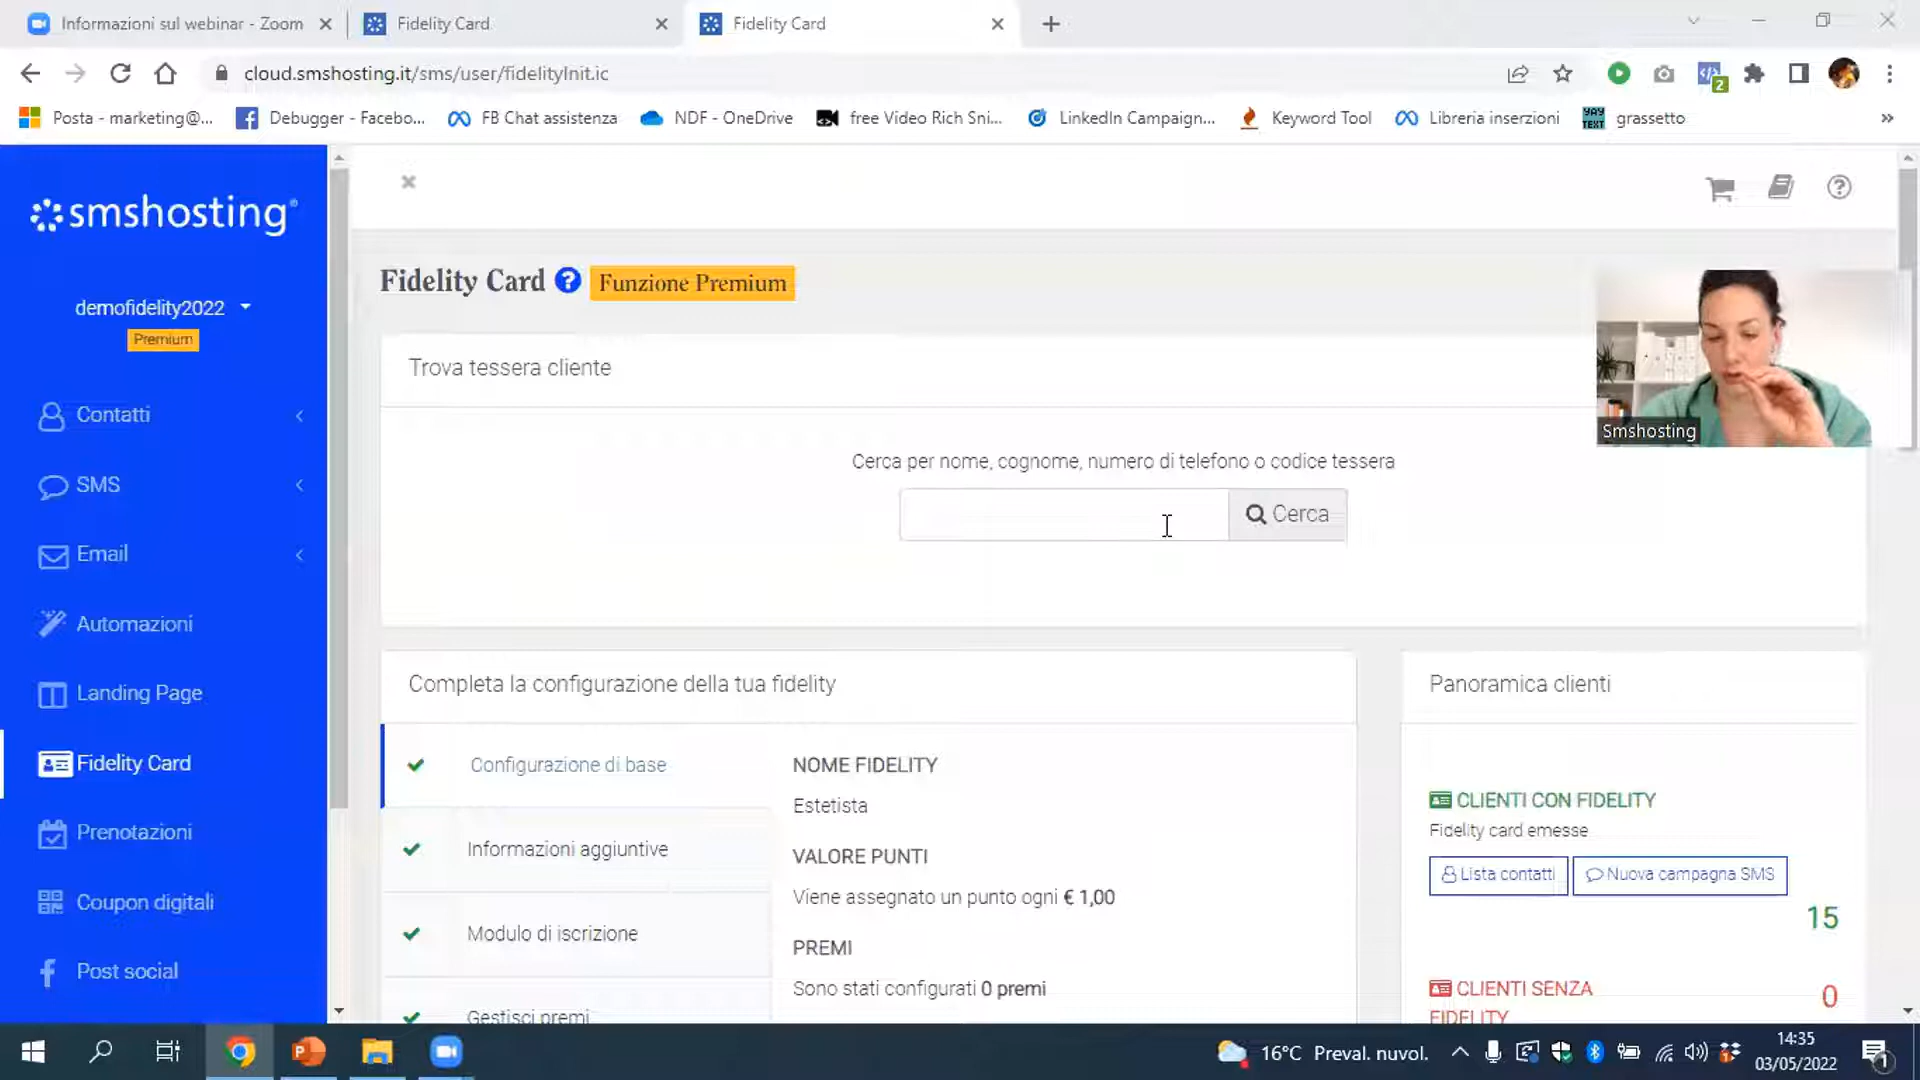 Informazioni sul webinar - Zoom
Fidelity Card
Fidelity Card
cloud.smshosting.it/sms/user/fidelityInit.ic
2
Posta - marketing@...
Debugger - Facebo...
FB Chat assistenza
NDF - OneDrive
free Video Rich Sni...
LinkedIn Campaign...
Keyword Tool
Libreria inserzioni
YAY TEXT
grassetto
»
smshosting®
demofidelity2022
Premium
Contatti
SMS
Email
Automazioni
Landing Page
Fidelity Card
Prenotazioni
Coupon digitali
Post social
Fidelity Card ? Funzione Premium
Trova tessera cliente
Cerca per nome, cognome, numero di telefono o codice tessera
Cerca
Smshosting
Completa la configurazione della tua fidelity
Configurazione di base
Informazioni aggiuntive
Modulo di iscrizione
Gestisci premi
NOME FIDELITY
Estetista
VALORE PUNTI
Viene assegnato un punto ogni € 1,00
PREMI
Sono stati configurati 0 premi
Panoramica clienti
CLIENTI CON FIDELITY
Fidelity card emesse
Lista contatti
Nuova campagna SMS
15
CLIENTI SENZA
FIDELITY
0
16°C Preval. nuvol.
14:35
03/05/2022
1